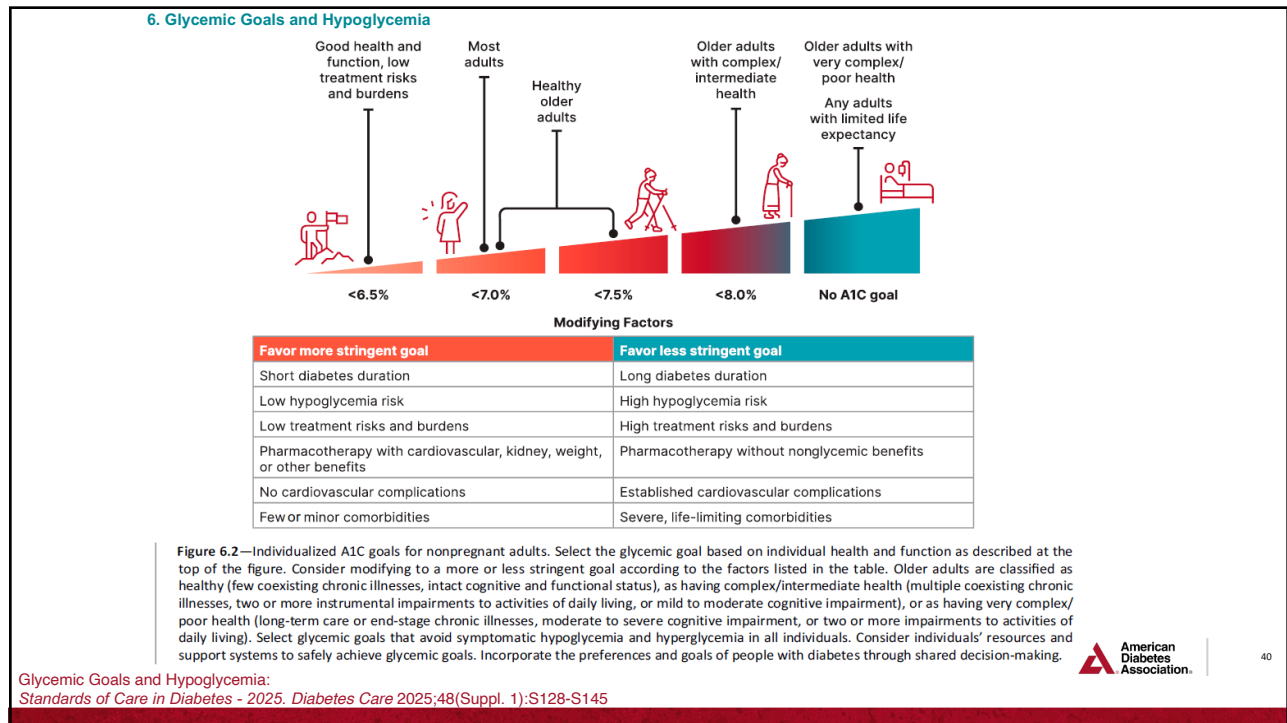 6. Glycemic Goals and Hypoglycemia
Good health and
function, low
treatment risks
and burdens
Most
adults
Healthy
older
adults
Older adults
with complex/
intermediate
health
Older adults with
very complex/
poor health
Any adults
with limited life
expectancy
<6.5%
<7.0%
<7.5%
<8.0%
No A1C goal
Modifying Factors
Favor more stringent goal
Favor less stringent goal
Short diabetes duration
Long diabetes duration
Low hypoglycemia risk
High hypoglycemia risk
Low treatment risks and burdens
High treatment risks and burdens
Pharmacotherapy with cardiovascular, kidney, weight,
or other benefits
Pharmacotherapy without nonglycemic benefits
No cardiovascular complications
Established cardiovascular complications
Few or minor comorbidities
Severe, life-limiting comorbidities
Figure 6.2—Individualized A1C goals for nonpregnant adults. Select the glycemic goal based on individual health and function as described at the
top of the figure. Consider modifying to a more or less stringent goal according to the factors listed in the table. Older adults are classified as
healthy (few coexisting chronic illnesses, intact cognitive and functional status), as having complex/intermediate health (multiple coexisting chronic
illnesses, two or more instrumental impairments to activities of daily living, or mild to moderate cognitive impairment), or as having very complex/
poor health (long-term care or end-stage chronic illnesses, moderate to severe cognitive impairment, or two or more impairments to activities of
daily living). Select glycemic goals that avoid symptomatic hypoglycemia and hyperglycemia in all individuals. Consider individuals' resources and
support systems to safely achieve glycemic goals. Incorporate the preferences and goals of people with diabetes through shared decision-making.
American
Diabetes
Association®
40
Glycemic Goals and Hypoglycemia:
Standards of Care in Diabetes - 2025. Diabetes Care 2025;48(Suppl. 1):S128-S145